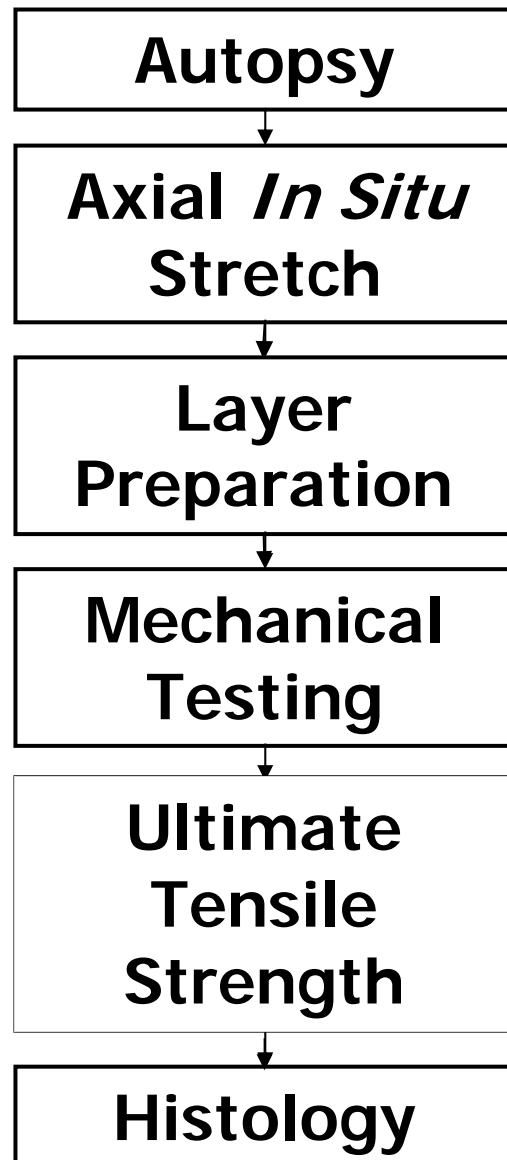 Autopsy
Axial In Situ
Stretch
Layer
Preparation
Mechanical
Testing
Ultimate
Tensile
Strength
Histology